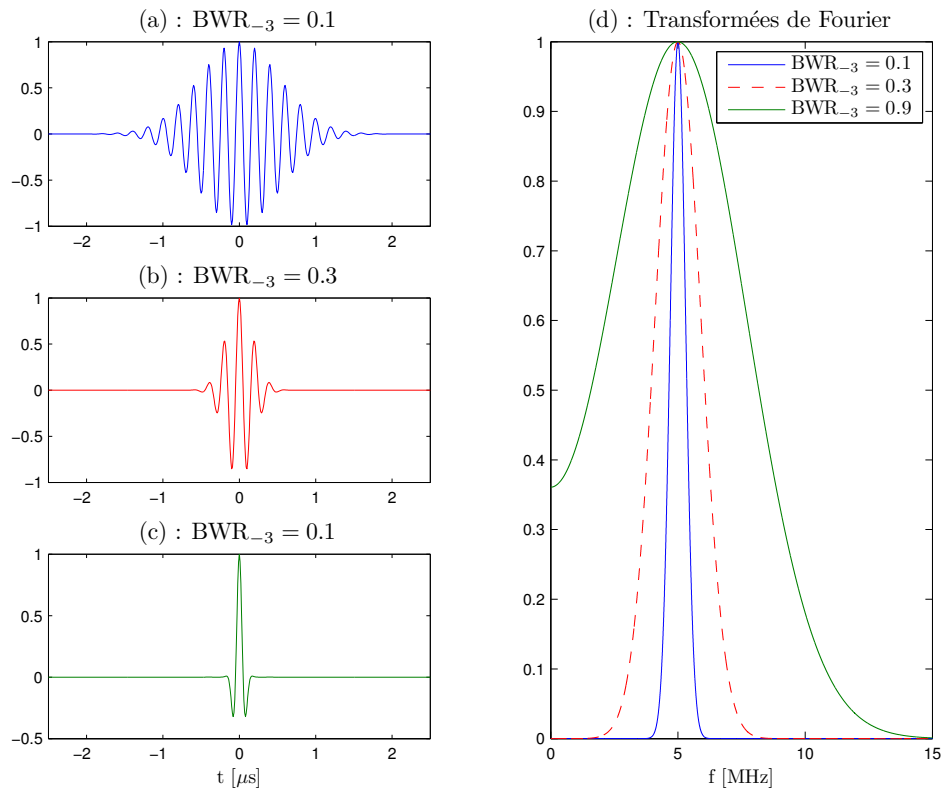 (a) : BWR₋₃ = 0.1
1
0.5
0
−0.5
−1
−2 −1 0 1 2
(b) : BWR₋₃ = 0.3
1
0.5
0
−0.5
−1
−2 −1 0 1 2
(c) : BWR₋₃ = 0.1
1
0.5
0
−0.5
−2 −1 0 1 2
t [μs]
(d) : Transformées de Fourier
BWR₋₃ = 0.1
BWR₋₃ = 0.3
BWR₋₃ = 0.9
1
0.9
0.8
0.7
0.6
0.5
0.4
0.3
0.2
0.1
0
0 5 10 15
f [MHz]